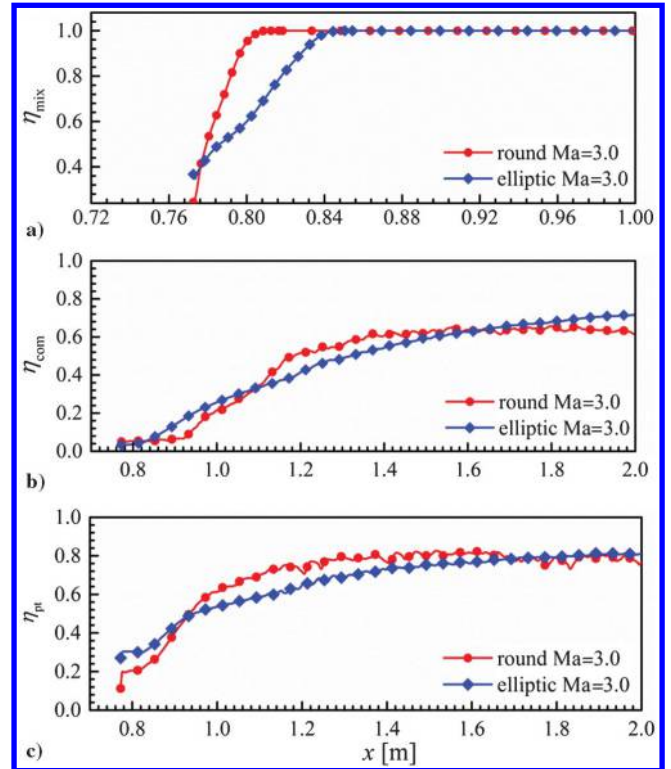 1.0
0.8
0.6
0.4
η_mix
round Ma=3.0
elliptic Ma=3.0
0.72 0.76 0.80 0.84 0.88 0.92 0.96 1.00
a)
1.0
0.8
0.6
0.4
0.2
0.0
η_com
round Ma=3.0
elliptic Ma=3.0
0.8 1.0 1.2 1.4 1.6 1.8 2.0
b)
1.0
0.8
0.6
0.4
0.2
0.0
η_pt
round Ma=3.0
elliptic Ma=3.0
0.8 1.0 1.2 1.4 1.6 1.8 2.0
c)
x [m]